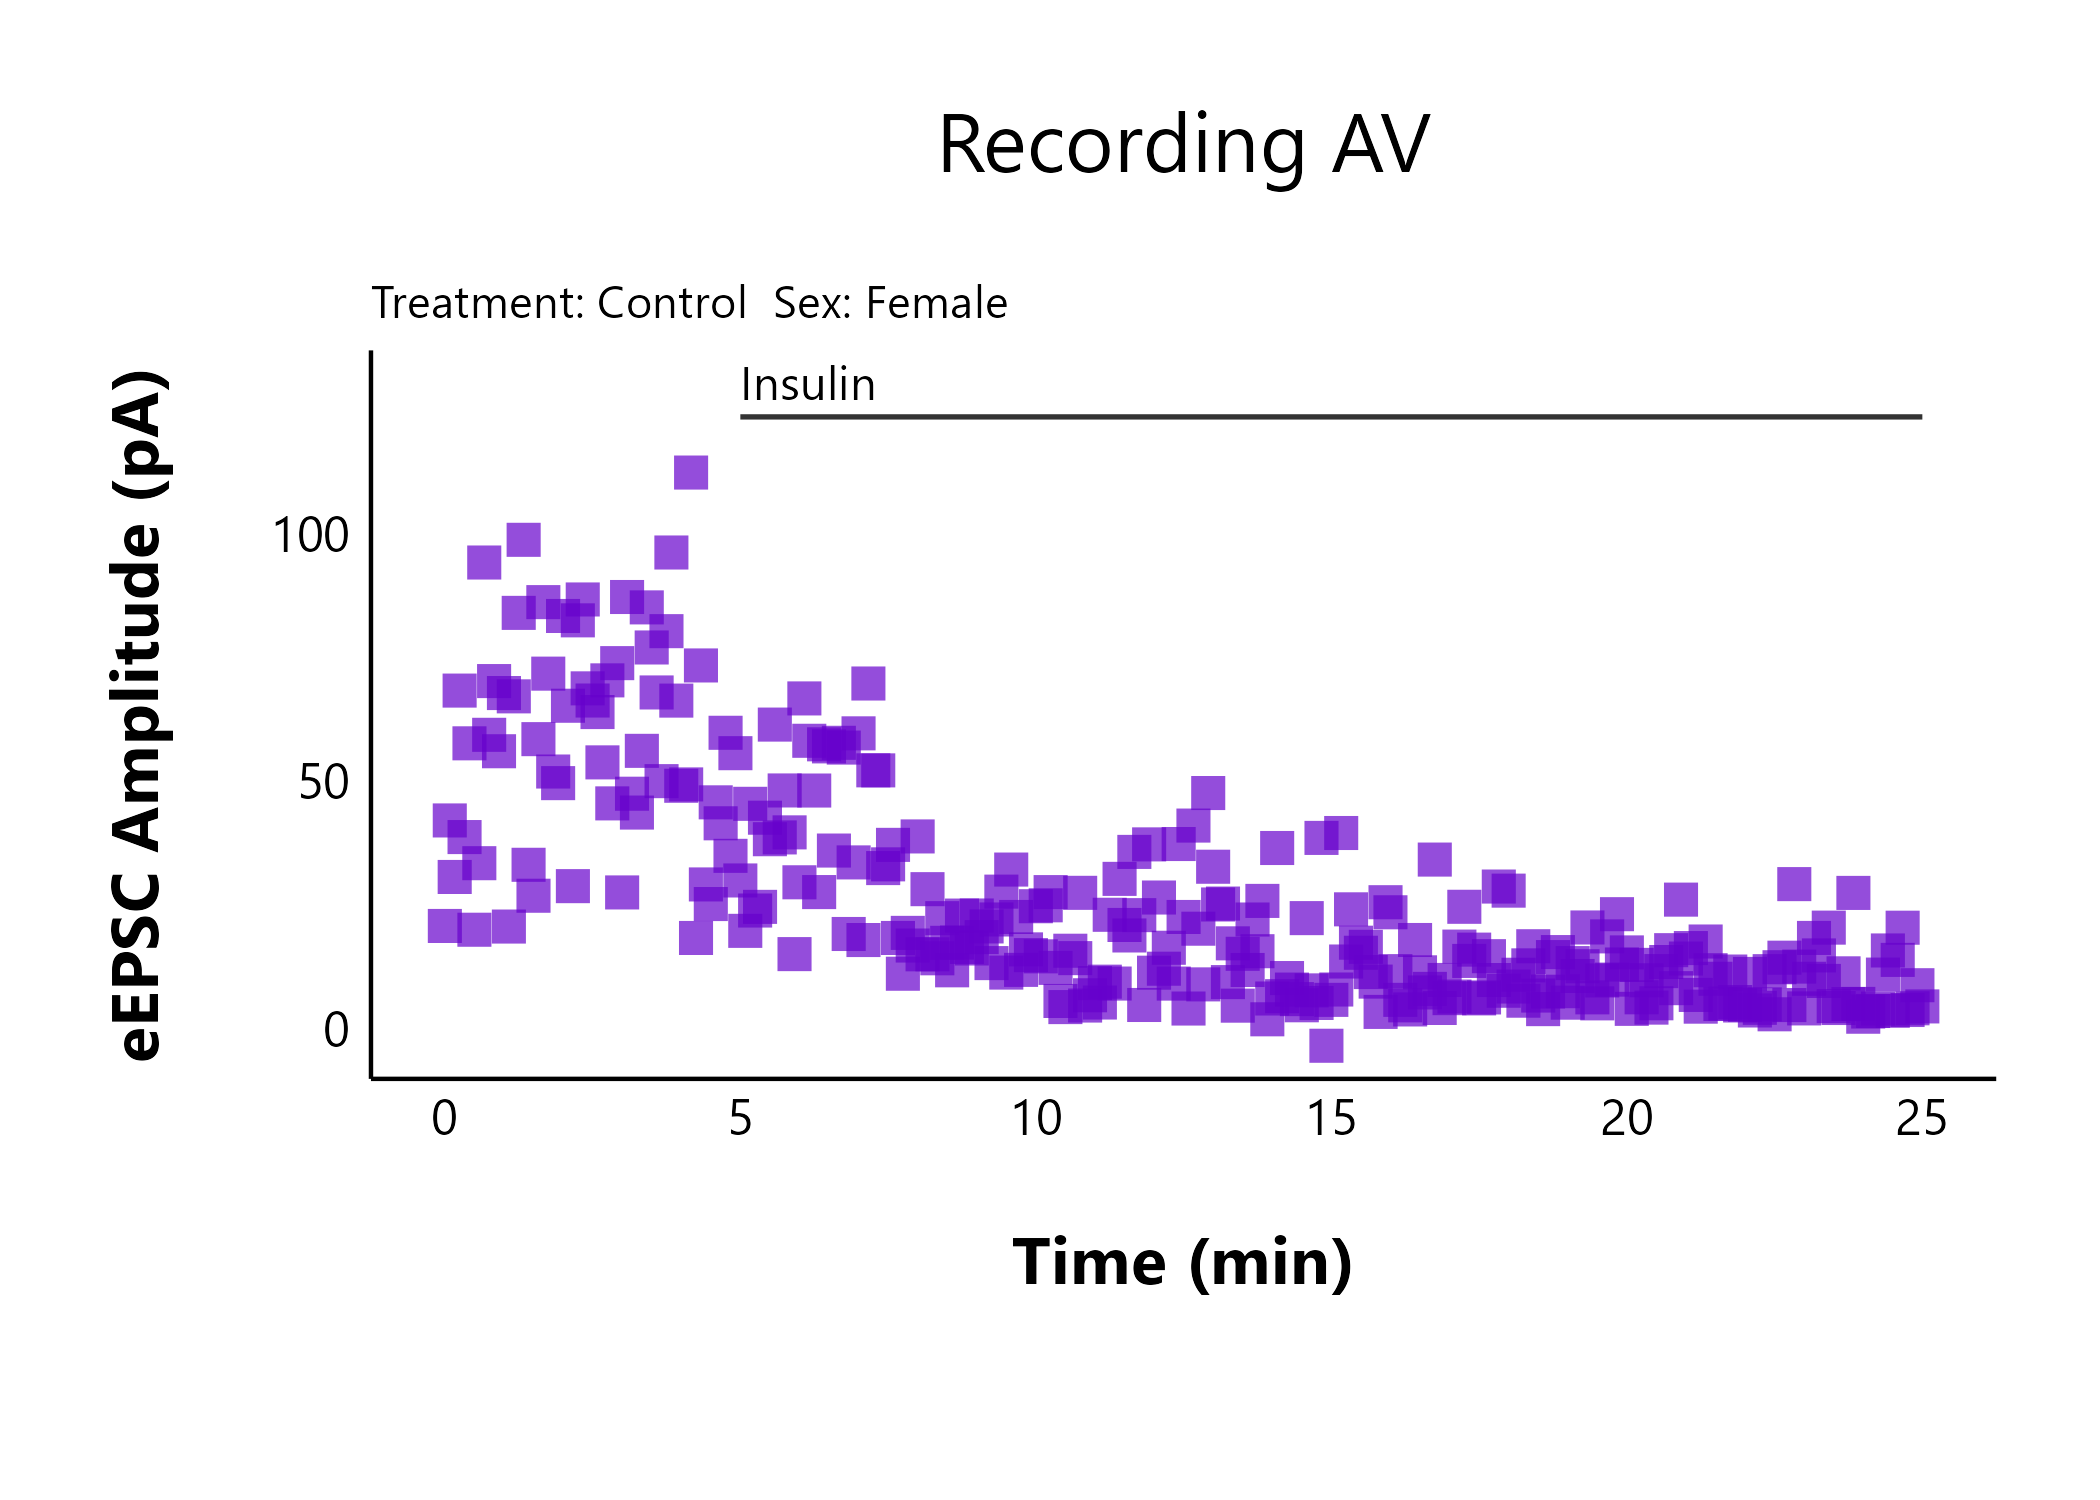 Recording AV
Treatment: Control  Sex: Female
Insulin
eEPSC Amplitude (pA)
100
50
0
0 5 10 15 20 25
Time (min)